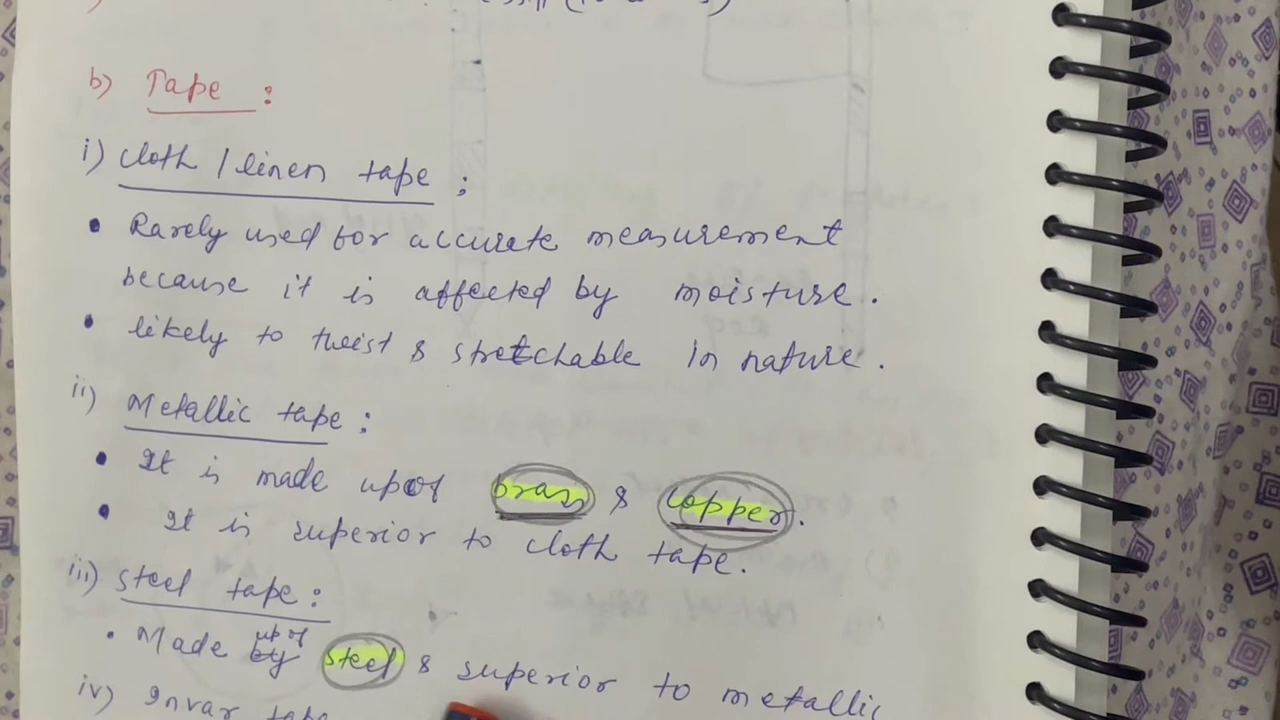 b) Tape :
i) cloth / linen tape :
• Rarely used for accurate measurement
because it is affected by moisture.
• likely to twist & stretchable in nature.
ii) Metallic tape :
• It is made up of brass & copper.
• It is superior to cloth tape.
iii) steel tape :
up of
• Made by steel & superior to metallic
iv) Invar tape